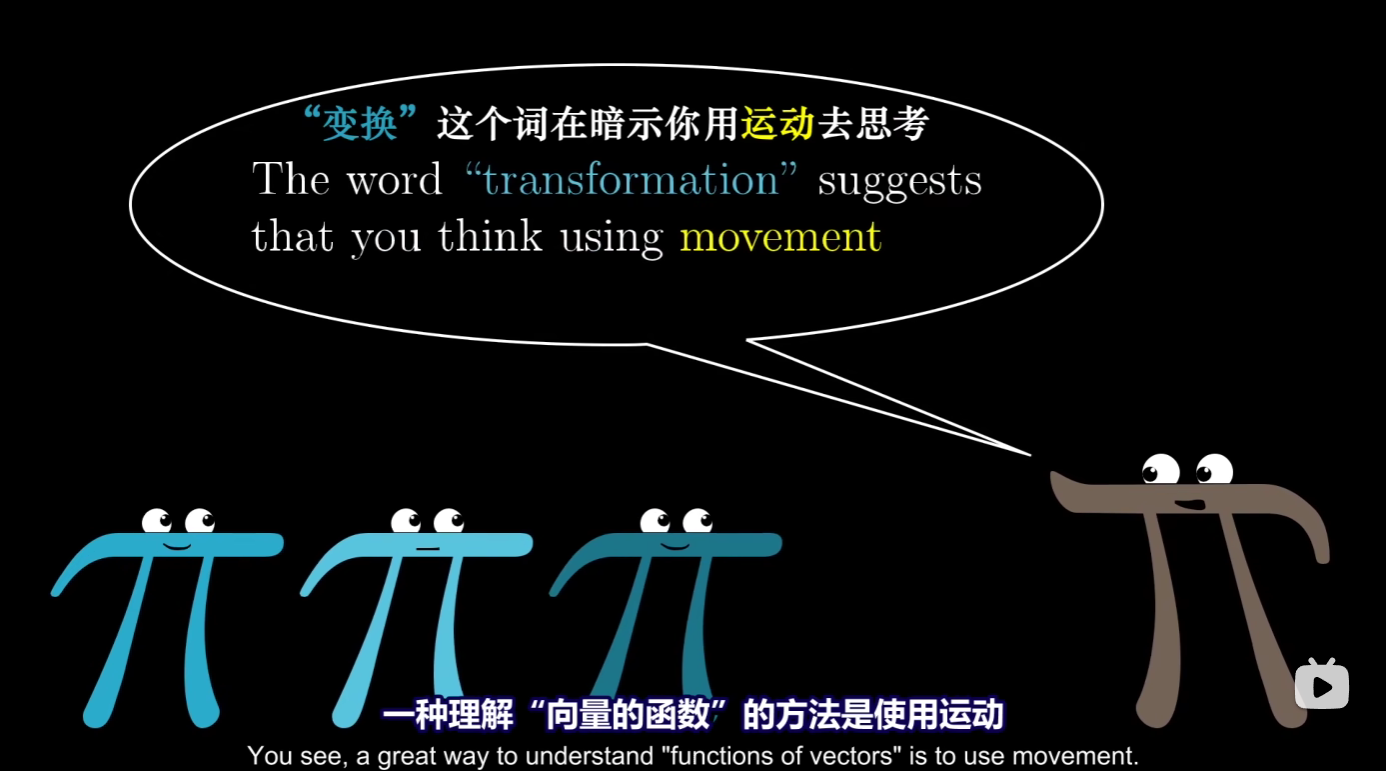 “变换”这个词在暗示你用运动去思考
The word “transformation” suggests
that you think using movement
一种理解“向量的函数”的方法是使用运动
You see, a great way to understand "functions of vectors" is to use movement.